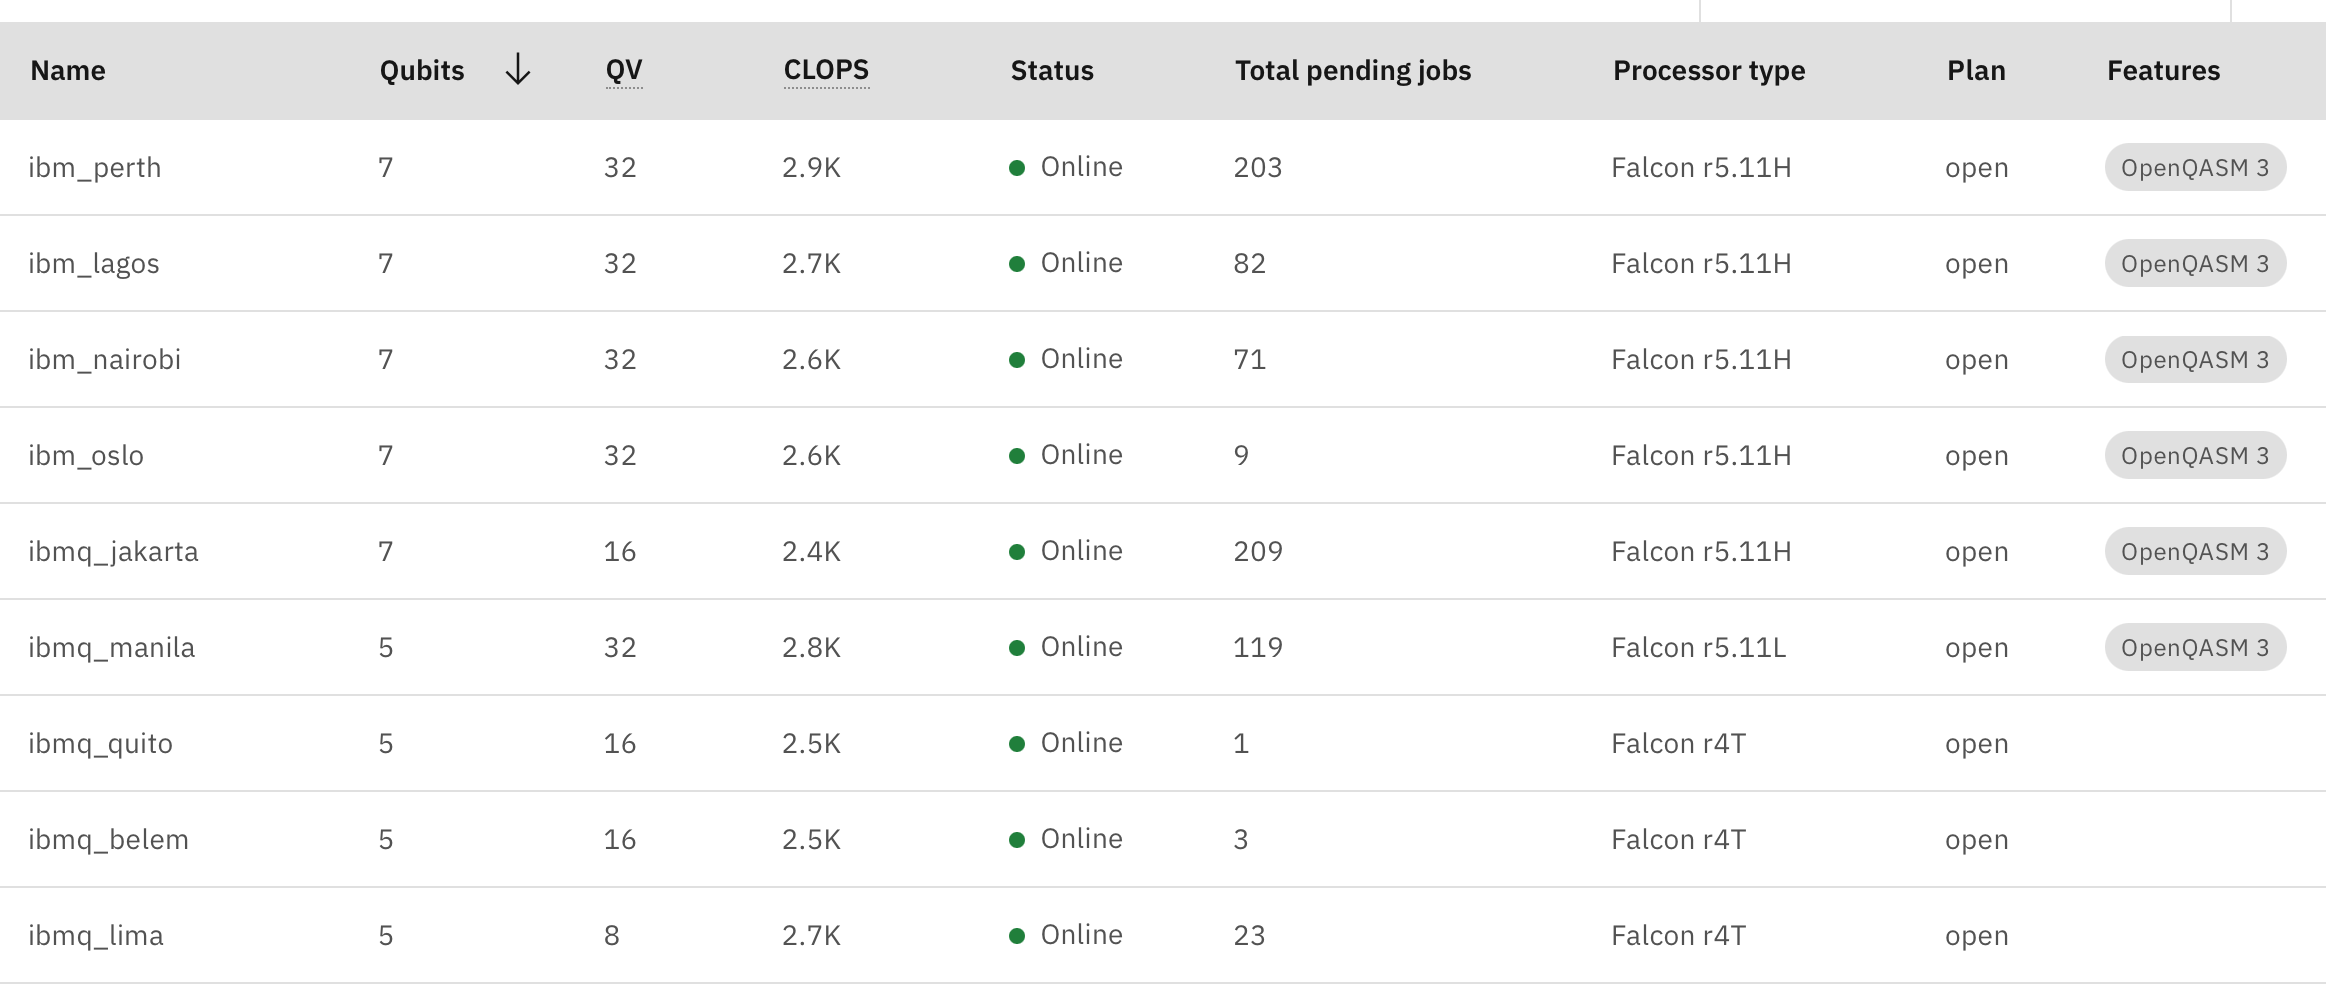 Name Qubits ↓ QV CLOPS Status Total pending jobs Processor type Plan Features
ibm_perth 7 32 2.9K Online 203 Falcon r5.11H open OpenQASM 3
ibm_lagos 7 32 2.7K Online 82 Falcon r5.11H open OpenQASM 3
ibm_nairobi 7 32 2.6K Online 71 Falcon r5.11H open OpenQASM 3
ibm_oslo 7 32 2.6K Online 9 Falcon r5.11H open OpenQASM 3
ibmq_jakarta 7 16 2.4K Online 209 Falcon r5.11H open OpenQASM 3
ibmq_manila 5 32 2.8K Online 119 Falcon r5.11L open OpenQASM 3
ibmq_quito 5 16 2.5K Online 1 Falcon r4T open
ibmq_belem 5 16 2.5K Online 3 Falcon r4T open
ibmq_lima 5 8 2.7K Online 23 Falcon r4T open